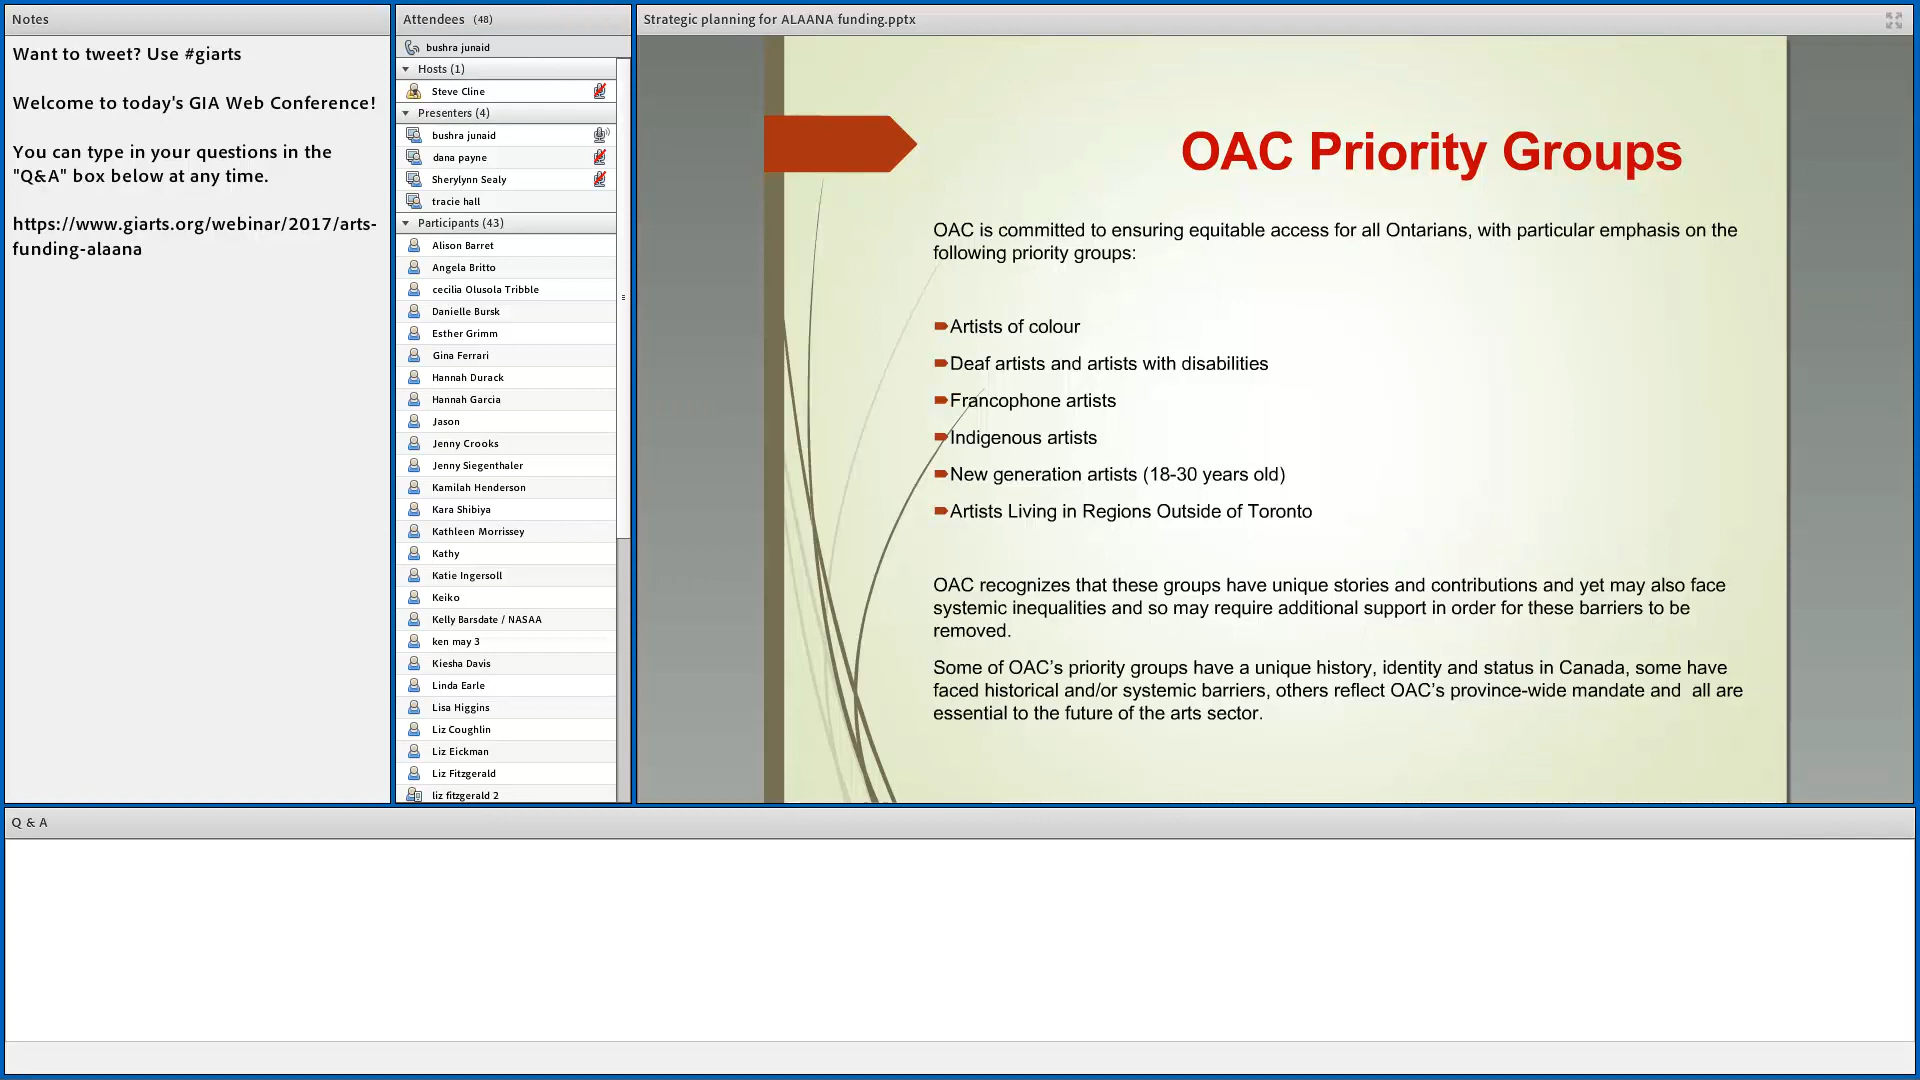 Notes
Want to tweet? Use #giarts
Welcome to today's GIA Web Conference!
You can type in your questions in the
"Q&A" box below at any time.
https://www.giarts.org/webinar/2017/arts-
funding-alaana
Attendees (48)
bushra junaid
Hosts (1)
Steve Cline
Presenters (4)
bushra junaid
dana payne
Sherylynn Sealy
tracie hall
Participants (43)
Alison Barret
Angela Britto
cecilia Olusola Tribble
Danielle Bursk
Esther Grimm
Gina Ferrari
Hannah Durack
Hannah Garcia
Jason
Jenny Crooks
Jenny Siegenthaler
Kamilah Henderson
Kara Shibiya
Kathleen Morrissey
Kathy
Katie Ingersoll
Keiko
Kelly Barsdate / NASAA
ken may 3
Kiesha Davis
Linda Earle
Lisa Higgins
Liz Coughlin
Liz Eickman
Liz Fitzgerald
liz fitzgerald 2
Strategic planning for ALAANA funding.pptx
OAC Priority Groups
OAC is committed to ensuring equitable access for all Ontarians, with particular emphasis on the
following priority groups:
Artists of colour
Deaf artists and artists with disabilities
Francophone artists
Indigenous artists
New generation artists (18-30 years old)
Artists Living in Regions Outside of Toronto
OAC recognizes that these groups have unique stories and contributions and yet may also face
systemic inequalities and so may require additional support in order for these barriers to be
removed.
Some of OAC's priority groups have a unique history, identity and status in Canada, some have
faced historical and/or systemic barriers, others reflect OAC's province-wide mandate and  all are
essential to the future of the arts sector.
Q & A